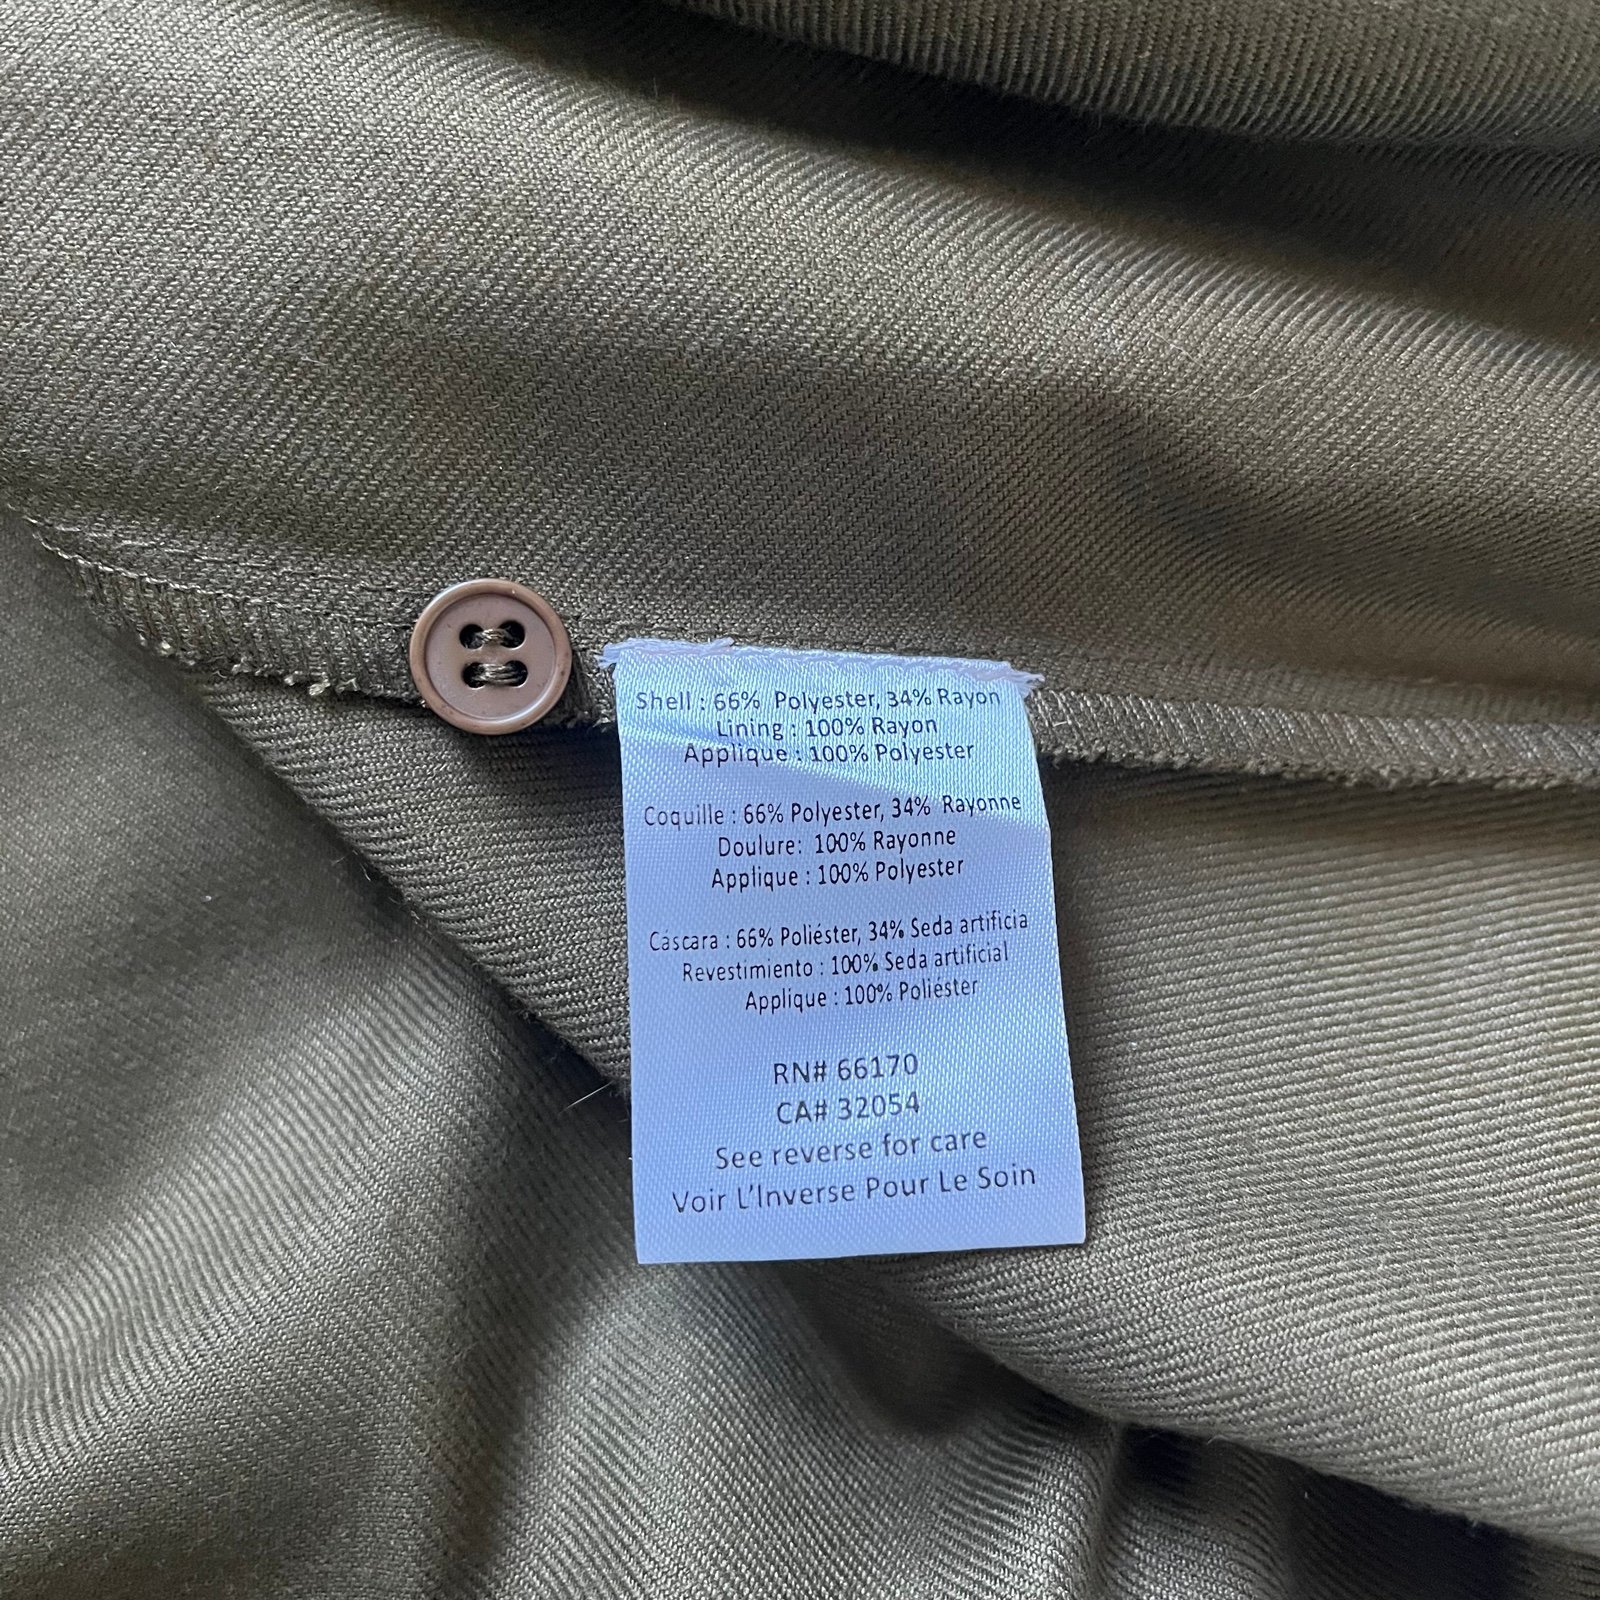 Shell : 66% Polyester, 34% Rayon
Lining : 100% Rayon
Applique : 100% Polyester
Coquille : 66% Polyester, 34% Rayonne
Doulure: 100% Rayonne
Applique : 100% Polyester
Cáscara : 66% Poliéster, 34% Seda artificia
Revestimiento : 100% Seda artificial
Applique : 100% Poliéster
RN# 66170
CA# 32054
See reverse for care
Voir L'Inverse Pour Le Soin